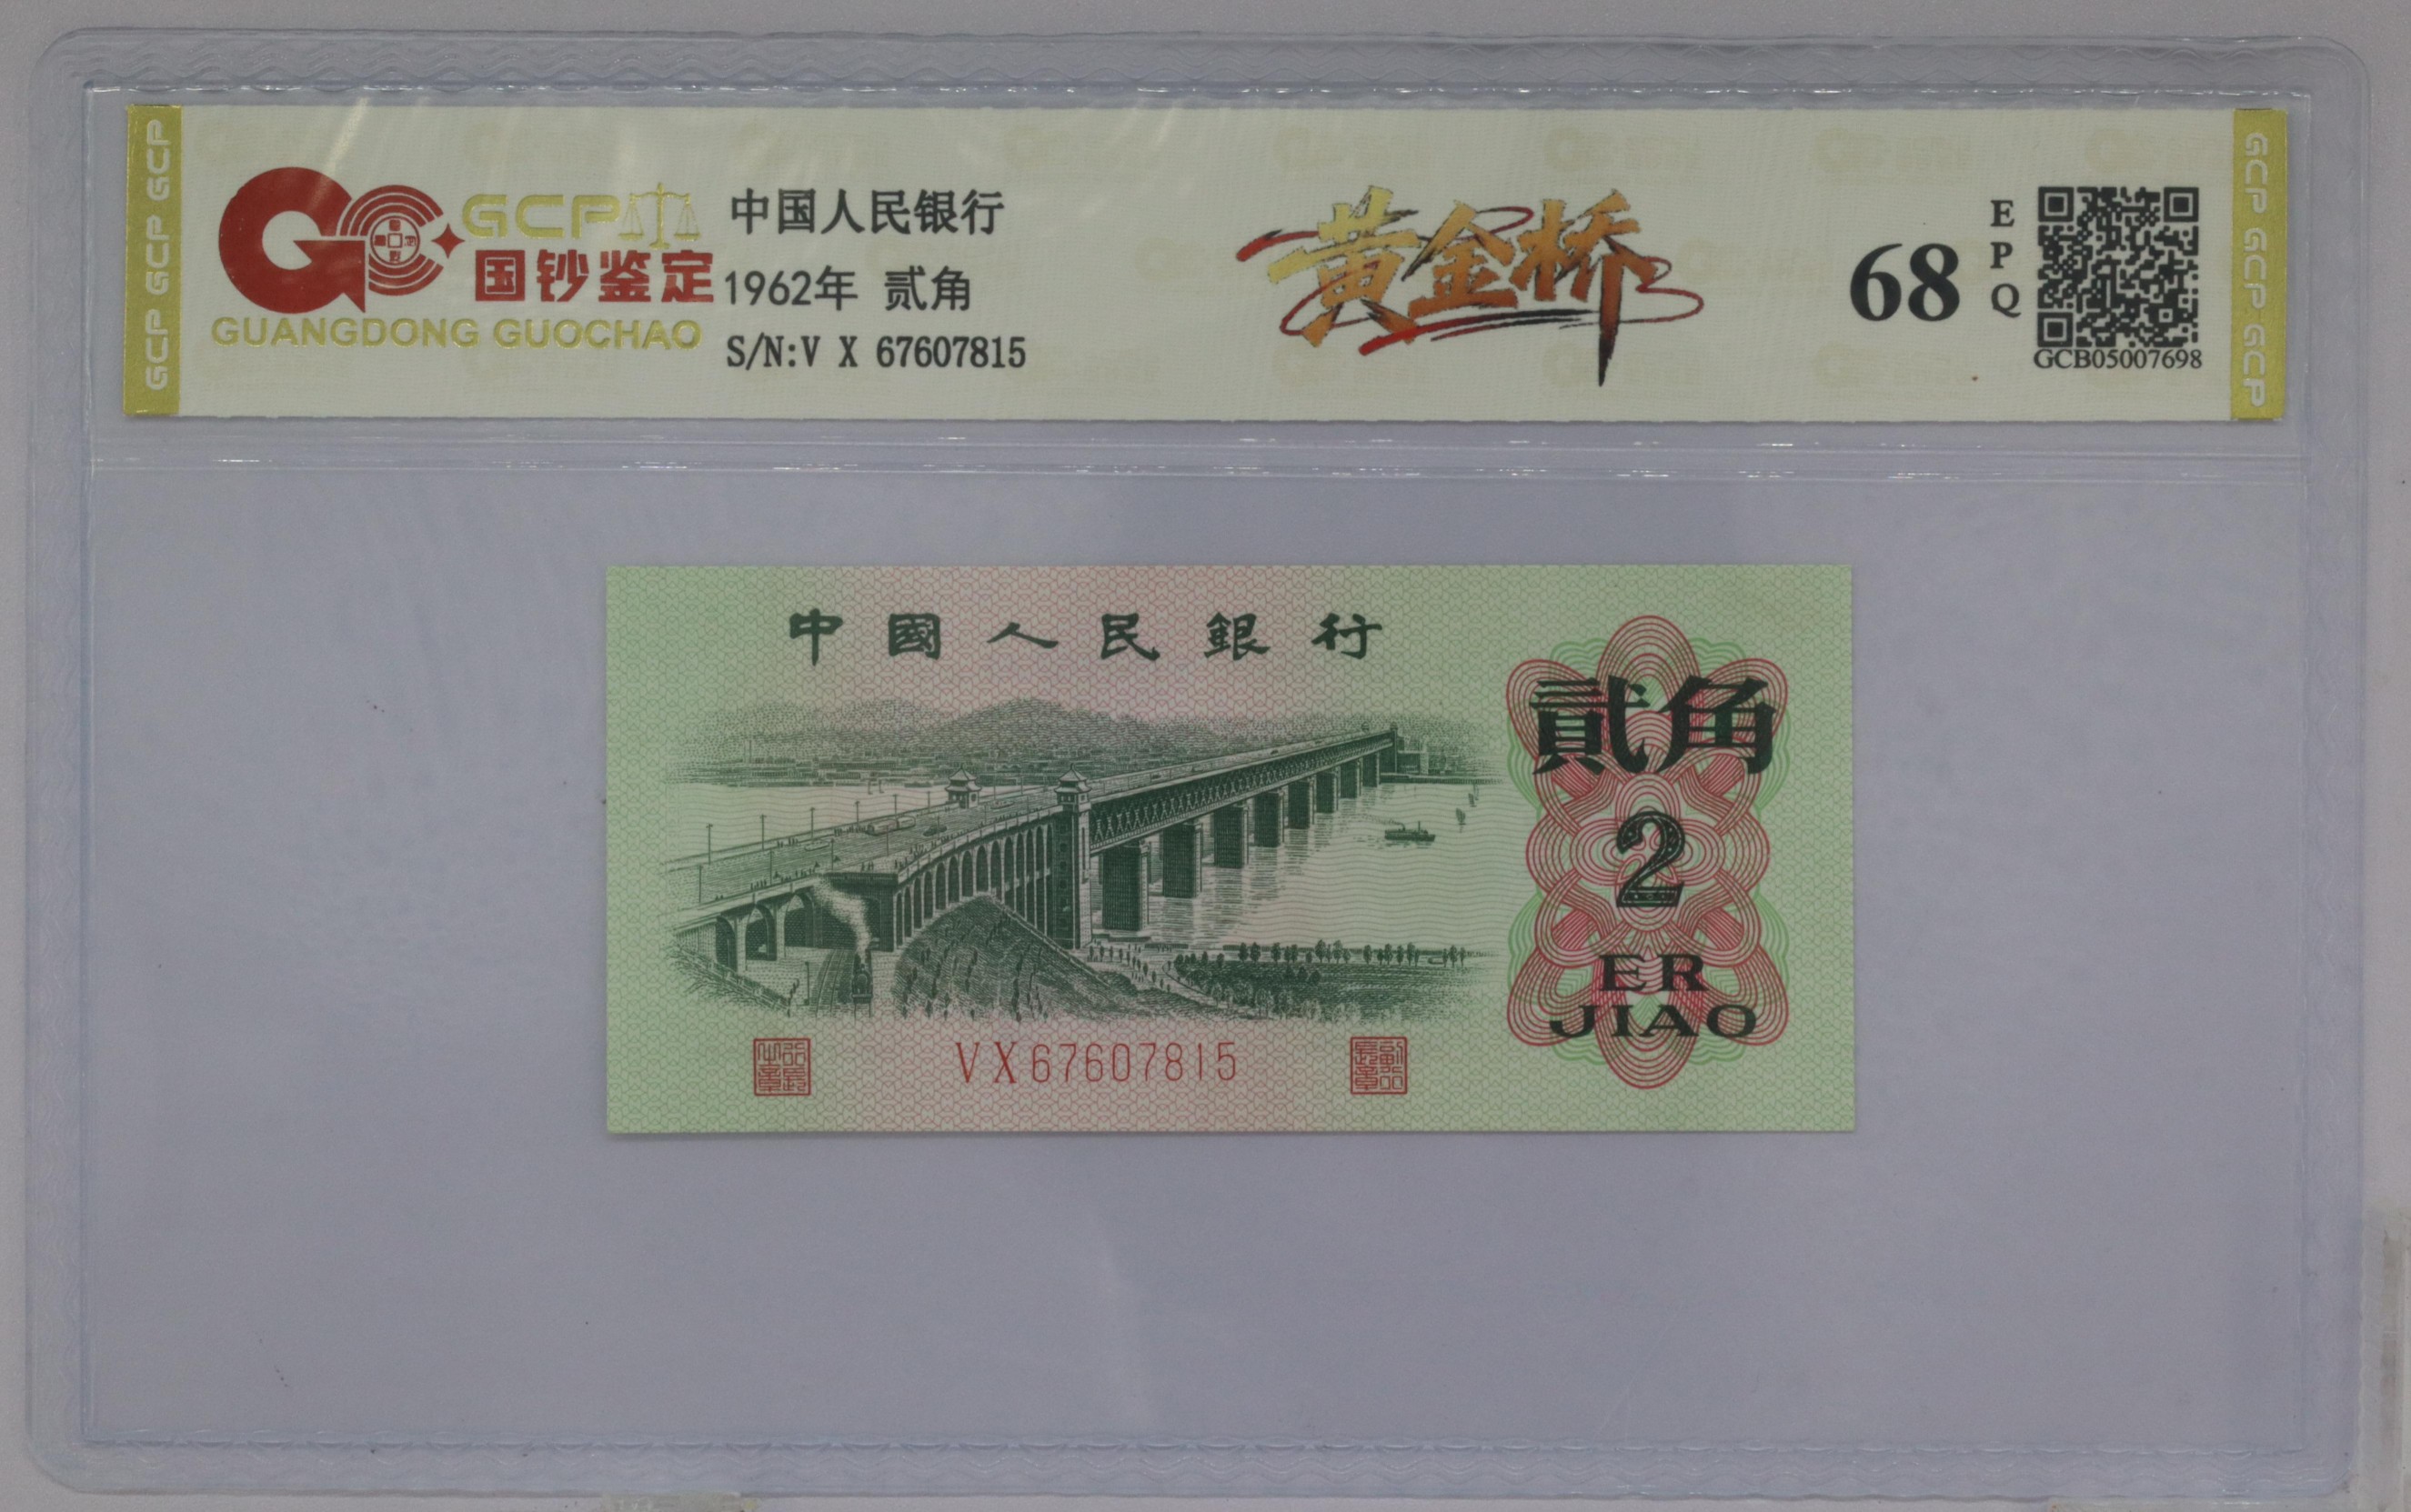 GCP GCP GCP
GCP
国钞鉴定
GUANGDONG GUOCHAO
中国人民银行
1962年 贰角
S/N:V X 67607815
黄金桥
68
EPQ
GCB05007698
GCP GCP GCP
中國人民銀行
貳角
2
ER
JIAO
VX67607815